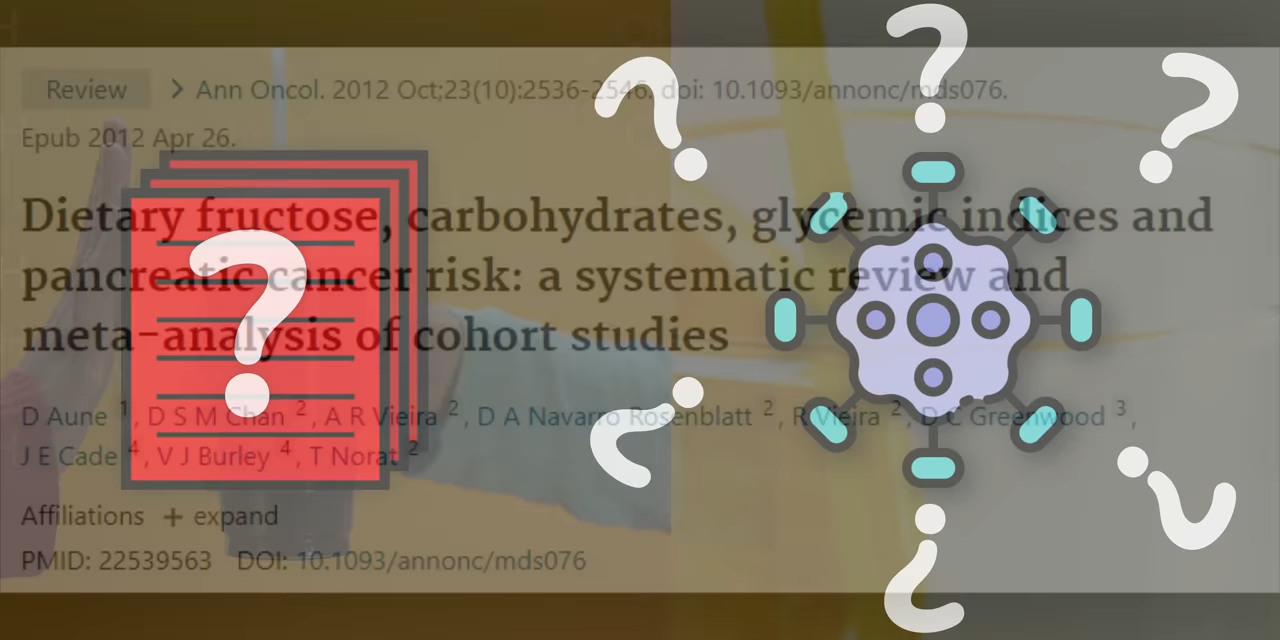 Review > Ann Oncol. 2012 Oct;23(10):2536-2546. doi: 10.1093/annonc/mds076.
Epub 2012 Apr 26.
Dietary fructose, carbohydrates, glycemic indices and
pancreatic cancer risk: a systematic review and
meta-analysis of cohort studies
D Aune 1, D S M Chan 2, A R Vieira 2, D A Navarro Rosenblatt 2, R Vieira 2, D C Greenwood 3,
J E Cade 4, V J Burley 4, T Norat 2
Affiliations + expand
PMID: 22539563 DOI: 10.1093/annonc/mds076
?
?
?
?
?
?
?